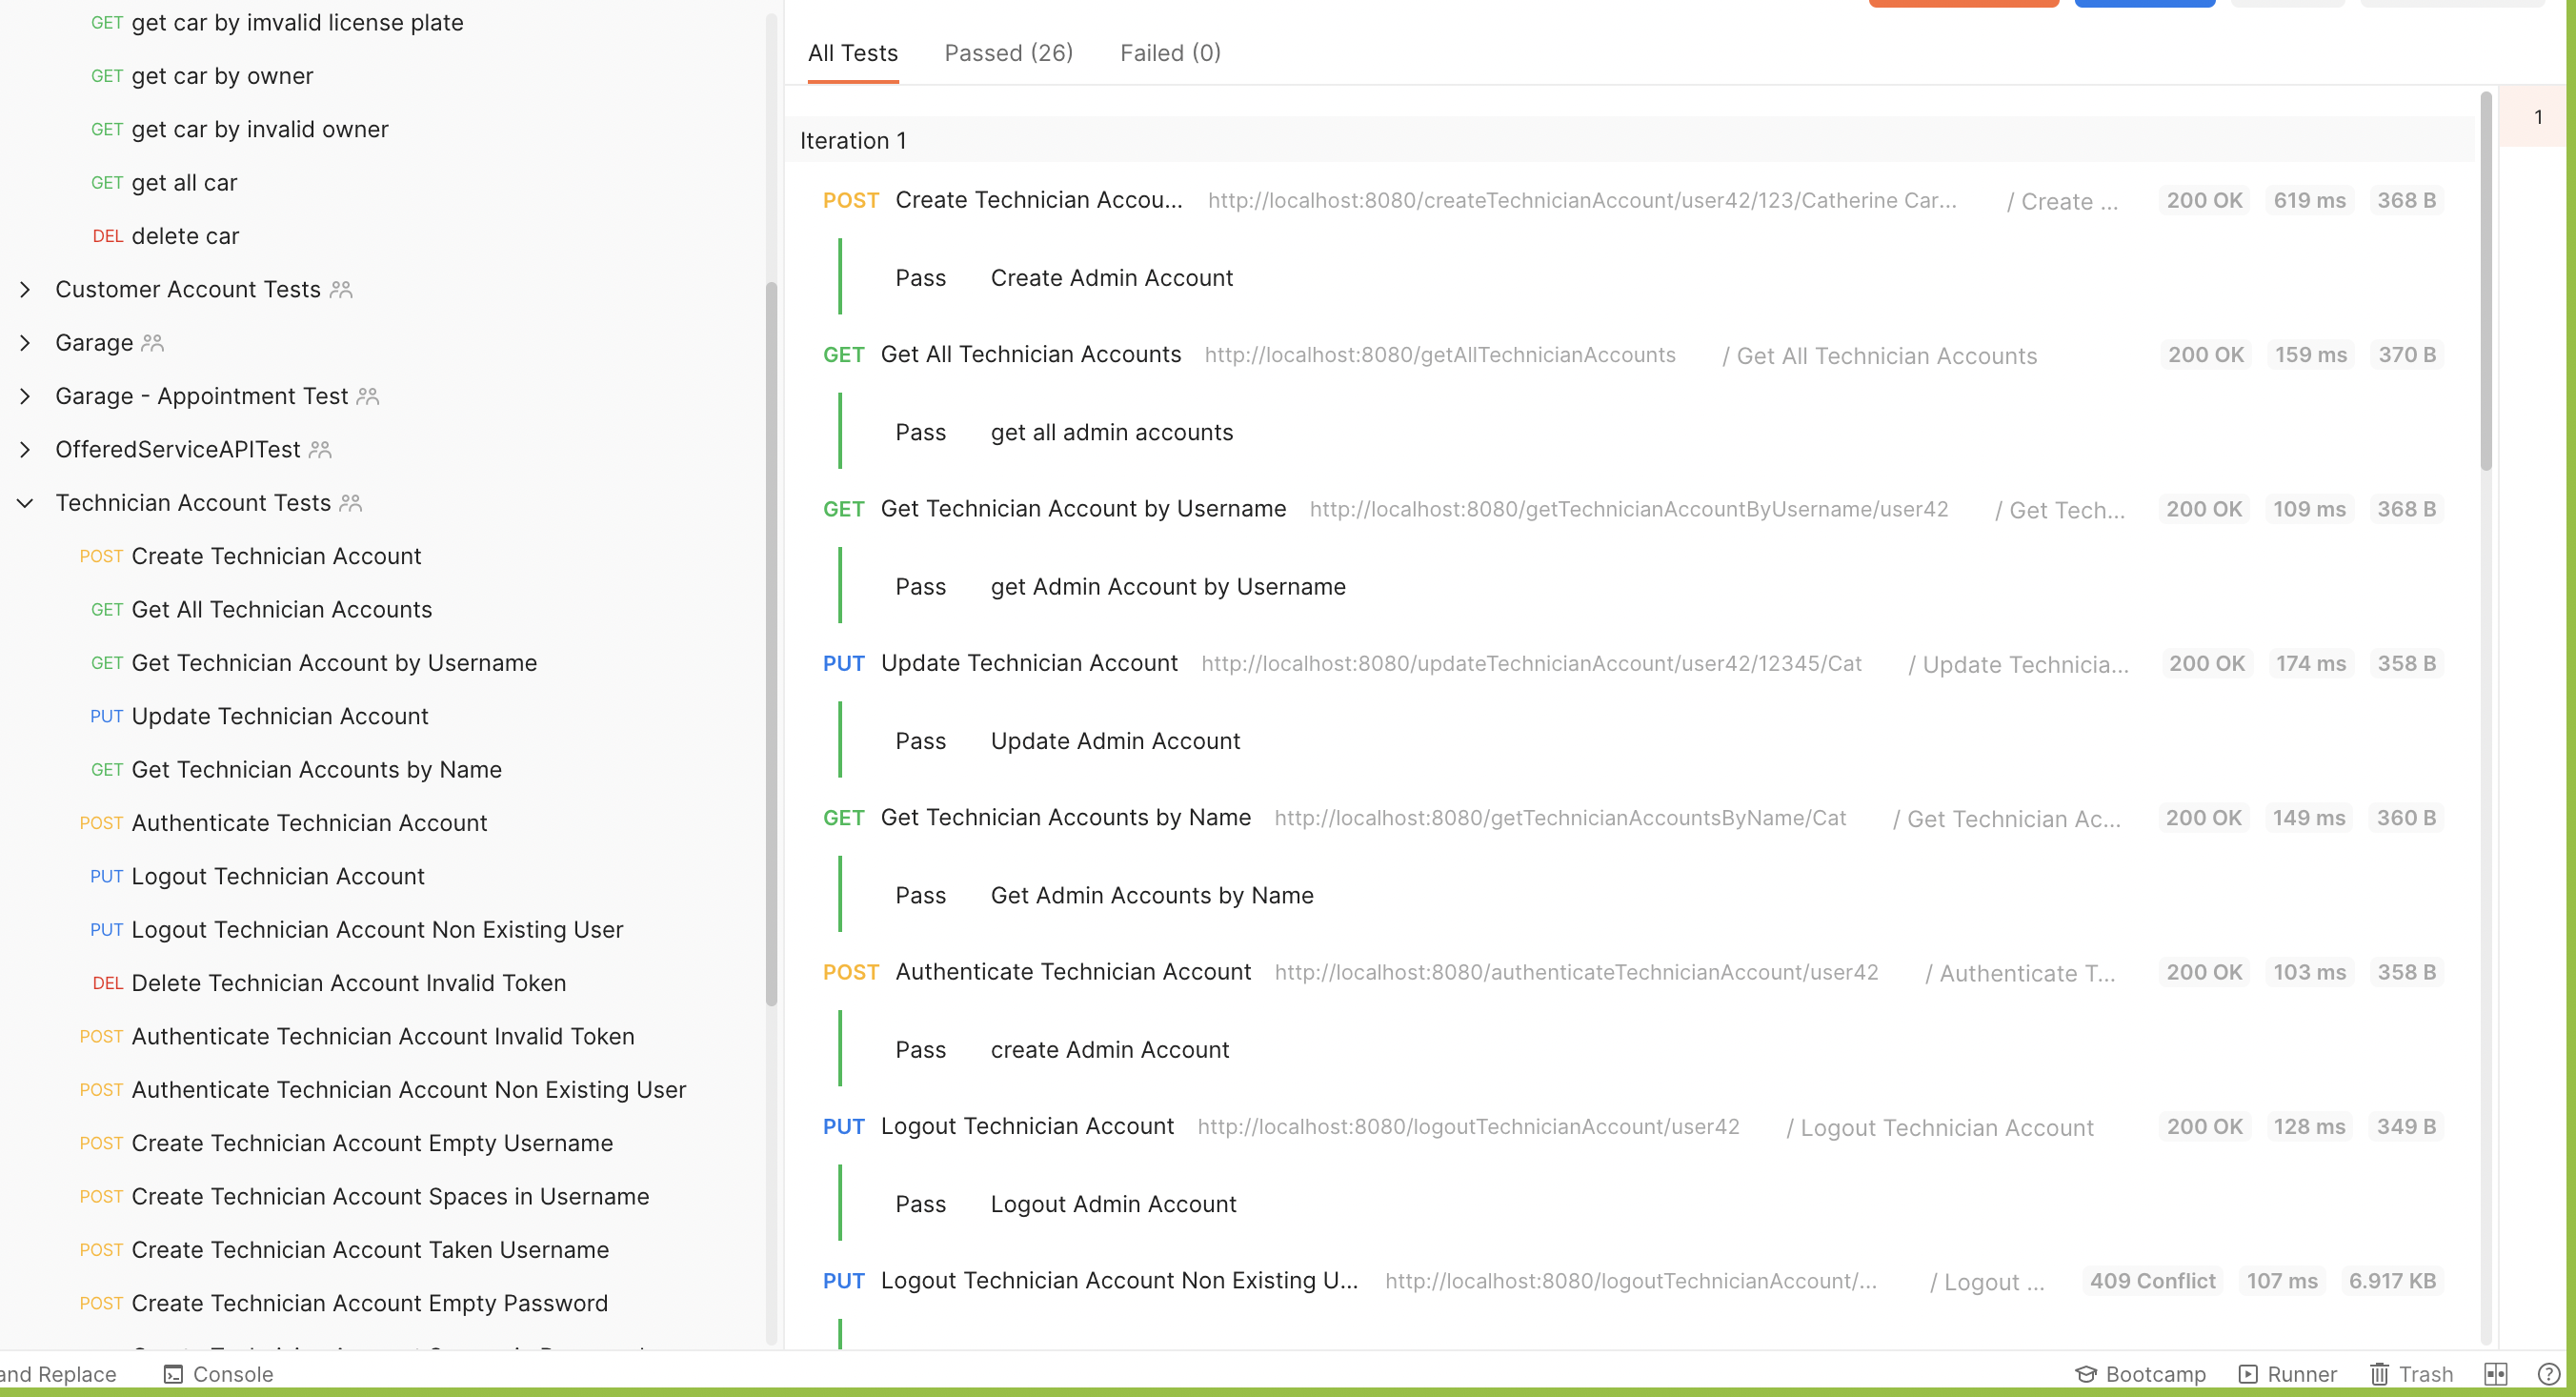 GET get car by imvalid license plate
GET get car by owner
GET get car by invalid owner
GET get all car
DEL delete car
Customer Account Tests
Garage
Garage - Appointment Test
OfferedServiceAPITest
Technician Account Tests
POST Create Technician Account
GET Get All Technician Accounts
GET Get Technician Account by Username
PUT Update Technician Account
GET Get Technician Accounts by Name
POST Authenticate Technician Account
PUT Logout Technician Account
PUT Logout Technician Account Non Existing User
DEL Delete Technician Account Invalid Token
POST Authenticate Technician Account Invalid Token
POST Authenticate Technician Account Non Existing User
POST Create Technician Account Empty Username
POST Create Technician Account Spaces in Username
POST Create Technician Account Taken Username
POST Create Technician Account Empty Password
All Tests Passed (26) Failed (0)
1
Iteration 1
POST Create Technician Accou... http://localhost:8080/createTechnicianAccount/user42/123/Catherine Car... / Create ... 200 OK 619 ms 368 B
Pass Create Admin Account
GET Get All Technician Accounts http://localhost:8080/getAllTechnicianAccounts / Get All Technician Accounts 200 OK 159 ms 370 B
Pass get all admin accounts
GET Get Technician Account by Username http://localhost:8080/getTechnicianAccountByUsername/user42 / Get Tech... 200 OK 109 ms 368 B
Pass get Admin Account by Username
PUT Update Technician Account http://localhost:8080/updateTechnicianAccount/user42/12345/Cat / Update Technicia... 200 OK 174 ms 358 B
Pass Update Admin Account
GET Get Technician Accounts by Name http://localhost:8080/getTechnicianAccountsByName/Cat / Get Technician Ac... 200 OK 149 ms 360 B
Pass Get Admin Accounts by Name
POST Authenticate Technician Account http://localhost:8080/authenticateTechnicianAccount/user42 / Authenticate T... 200 OK 103 ms 358 B
Pass create Admin Account
PUT Logout Technician Account http://localhost:8080/logoutTechnicianAccount/user42 / Logout Technician Account 200 OK 128 ms 349 B
Pass Logout Admin Account
PUT Logout Technician Account Non Existing U... http://localhost:8080/logoutTechnicianAccount/... / Logout ... 409 Conflict 107 ms 6.917 KB
and Replace Console Bootcamp Runner Trash